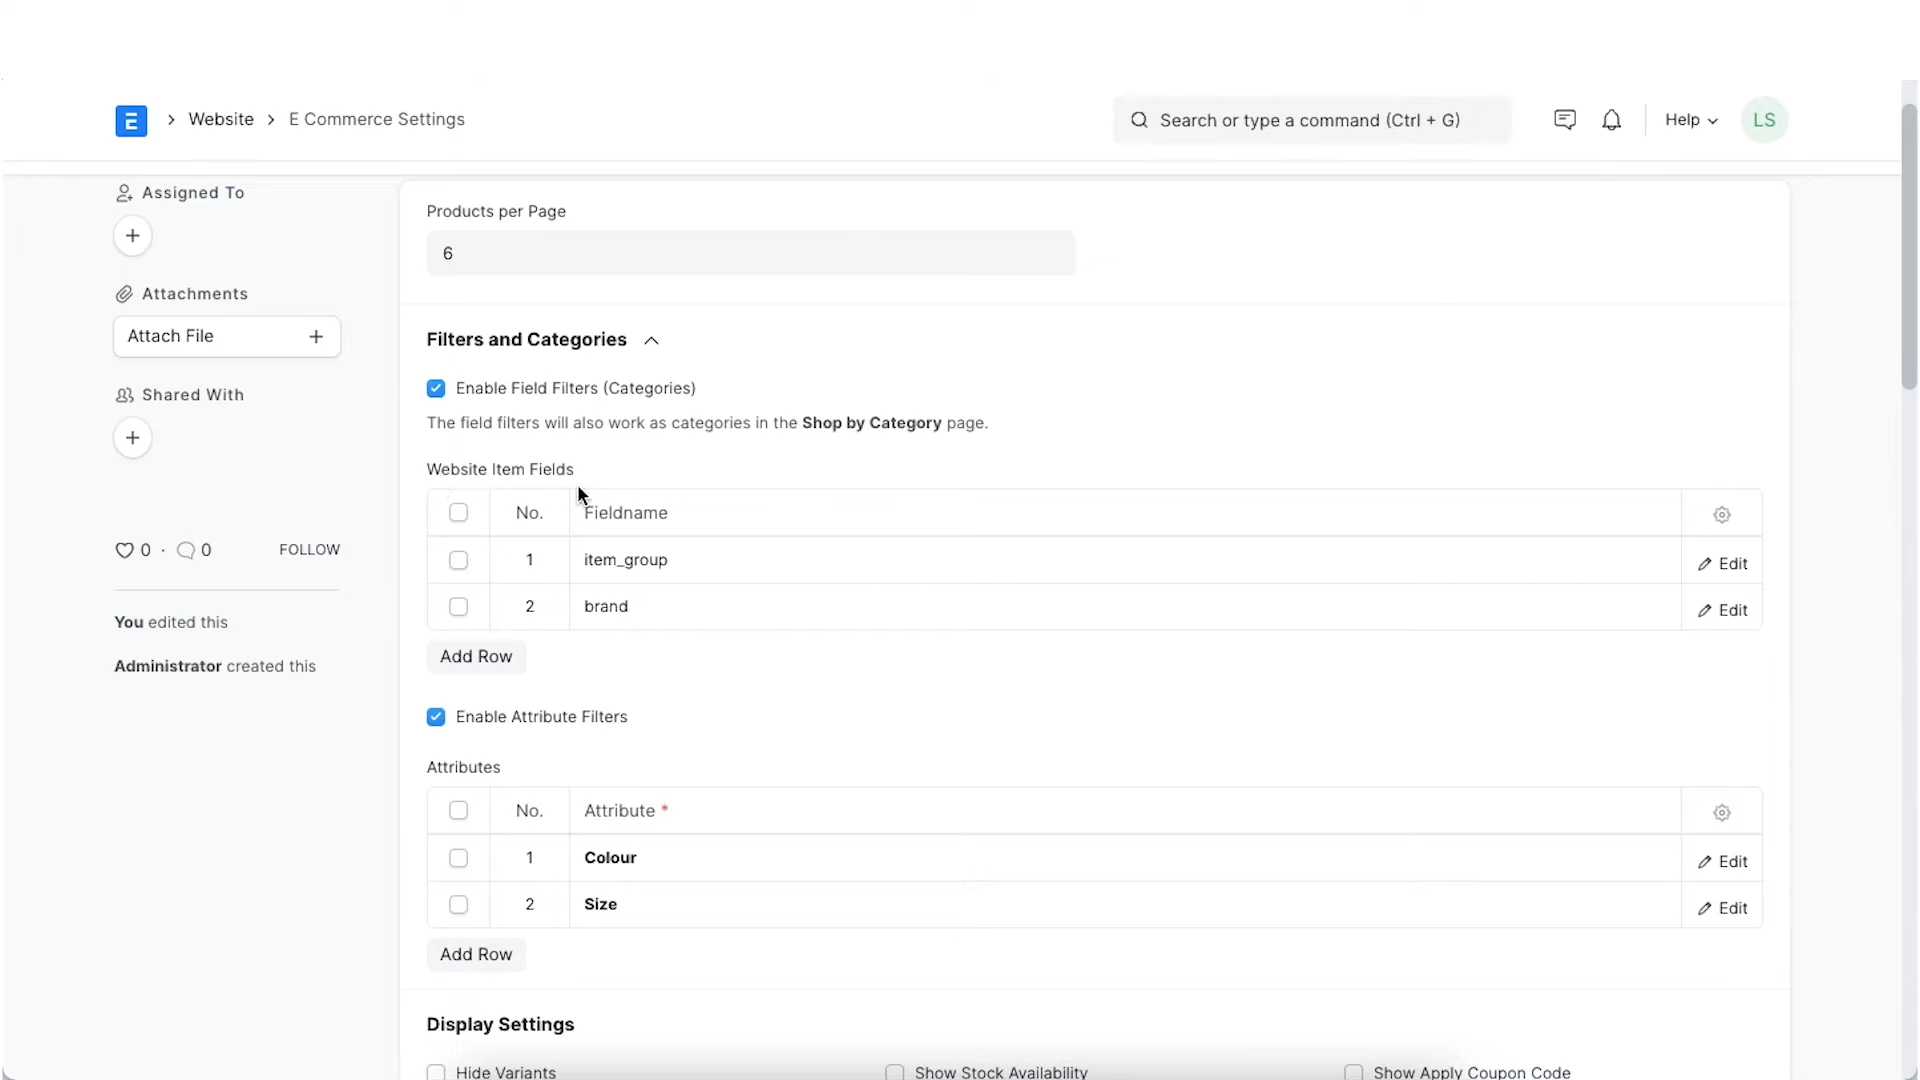 E
Website
E Commerce Settings
Search or type a command (Ctrl + G)
Help
LS
Assigned To
Attachments
Attach File
Shared With
0 · 0
FOLLOW
You edited this
Administrator created this
Products per Page
6
Filters and Categories
Enable Field Filters (Categories)
The field filters will also work as categories in the Shop by Category page.
Website Item Fields
No. Fieldname
1 item_group Edit
2 brand Edit
Add Row
Enable Attribute Filters
Attributes
No. Attribute *
1 Colour Edit
2 Size Edit
Add Row
Display Settings
Hide Variants Show Stock Availability Show Apply Coupon Code